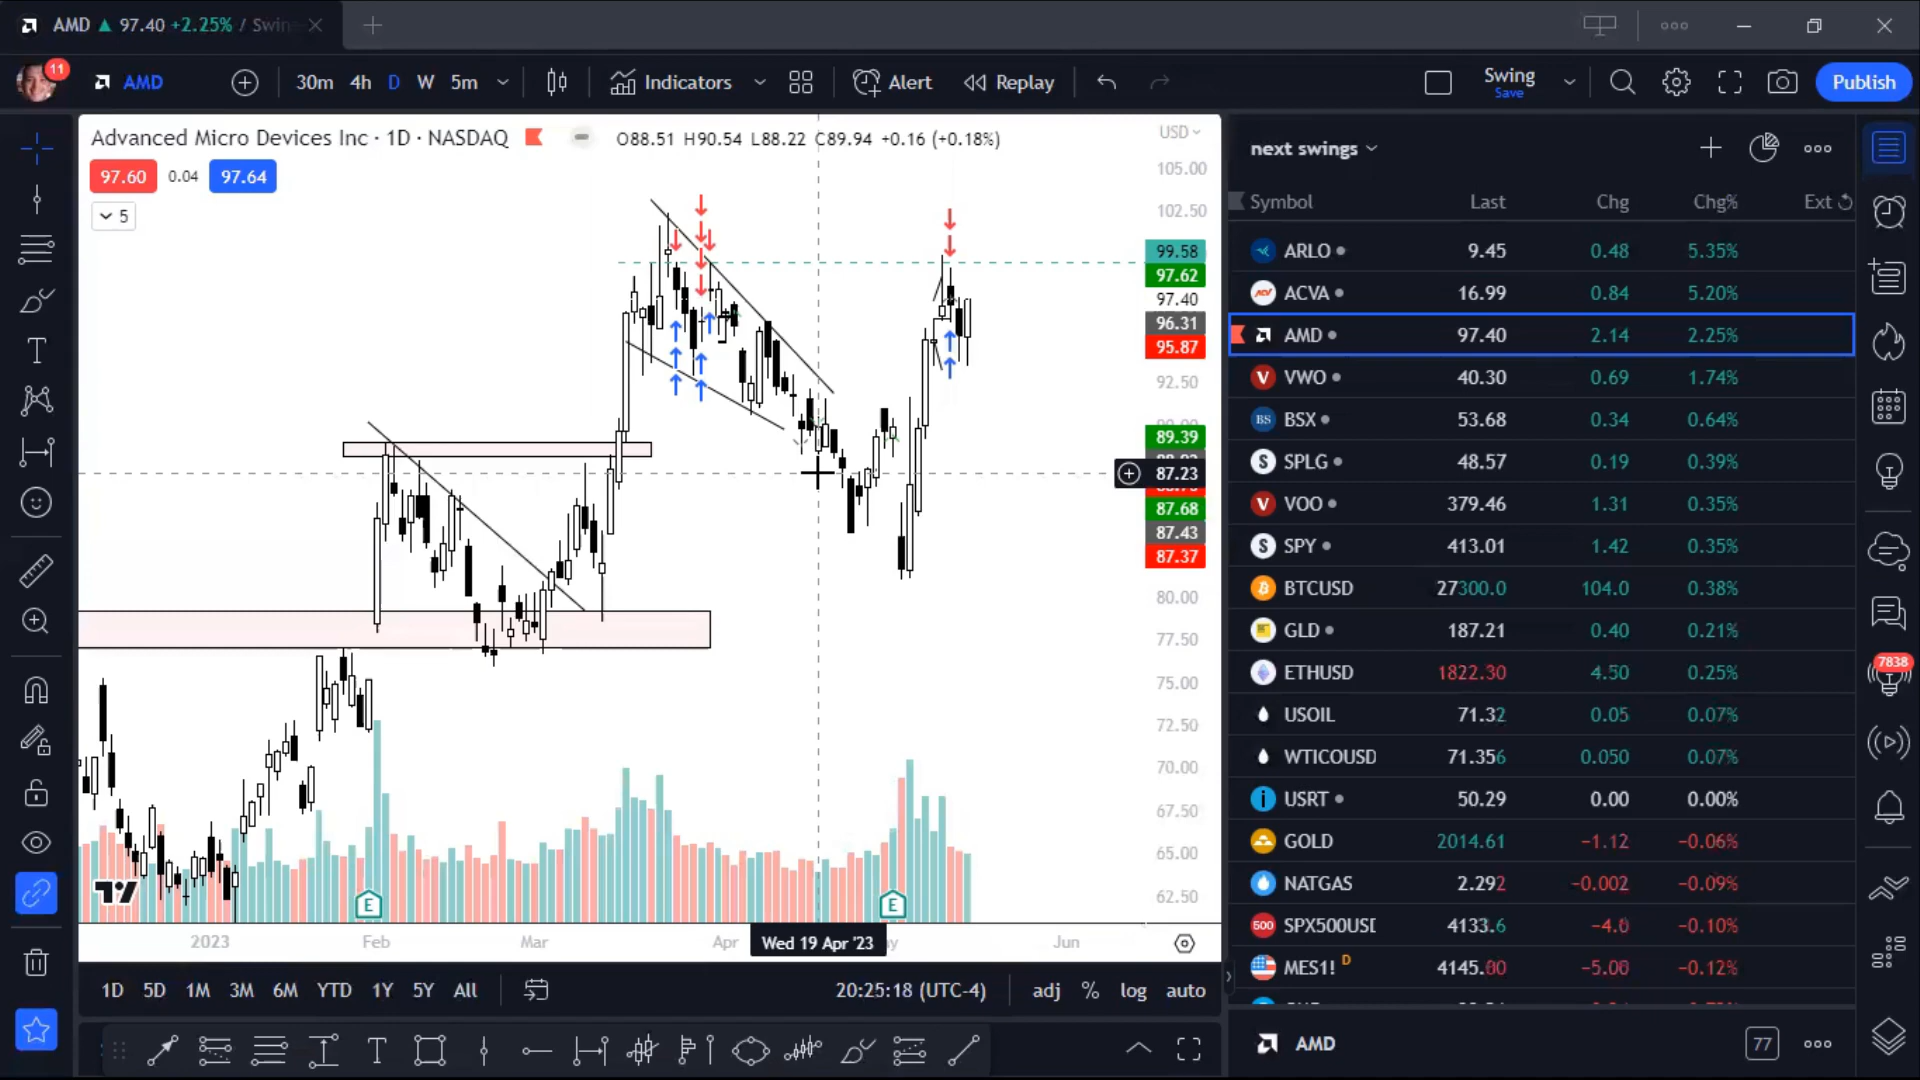 AMD 97.40 +2.25% / Swin
11
AMD 30m 4h D W 5m Indicators Alert Replay Swing Publish
Save
Advanced Micro Devices Inc · 1D · NASDAQ O88.51 H90.54 L88.22 C89.94 +0.16 (+0.18%) USD
97.60 0.04 97.64
5
105.00
102.50
99.58
97.62
97.40
96.31
95.87
92.50
89.39
87.23
87.68
87.43
87.37
80.00
77.50
75.00
72.50
70.00
67.50
65.00
62.50
E E
2023 Feb Mar Apr Wed 19 Apr '23 Jun
1D 5D 1M 3M 6M YTD 1Y 5Y All 20:25:18 (UTC-4) adj % log auto
T
T
next swings
Symbol Last Chg Chg% Ext
ARLO 9.45 0.48 5.35%
ACVA 16.99 0.84 5.20%
AMD 97.40 2.14 2.25%
VWO 40.30 0.69 1.74%
BSX 53.68 0.34 0.64%
SPLG 48.57 0.19 0.39%
VOO 379.46 1.31 0.35%
SPY 413.01 1.42 0.35%
BTCUSD 27300.0 104.0 0.38%
GLD 187.21 0.40 0.21%
ETHUSD 1822.30 4.50 0.25%
USOIL 71.32 0.05 0.07%
WTICOUSD 71.356 0.050 0.07%
USRT 50.29 0.00 0.00%
GOLD 2014.61 −1.12 −0.06%
NATGAS 2.292 −0.002 −0.09%
500 SPX500USD 4133.6 −4.0 −0.10%
MES1! D 4145.00 −5.00 −0.12%
AMD 77
7838